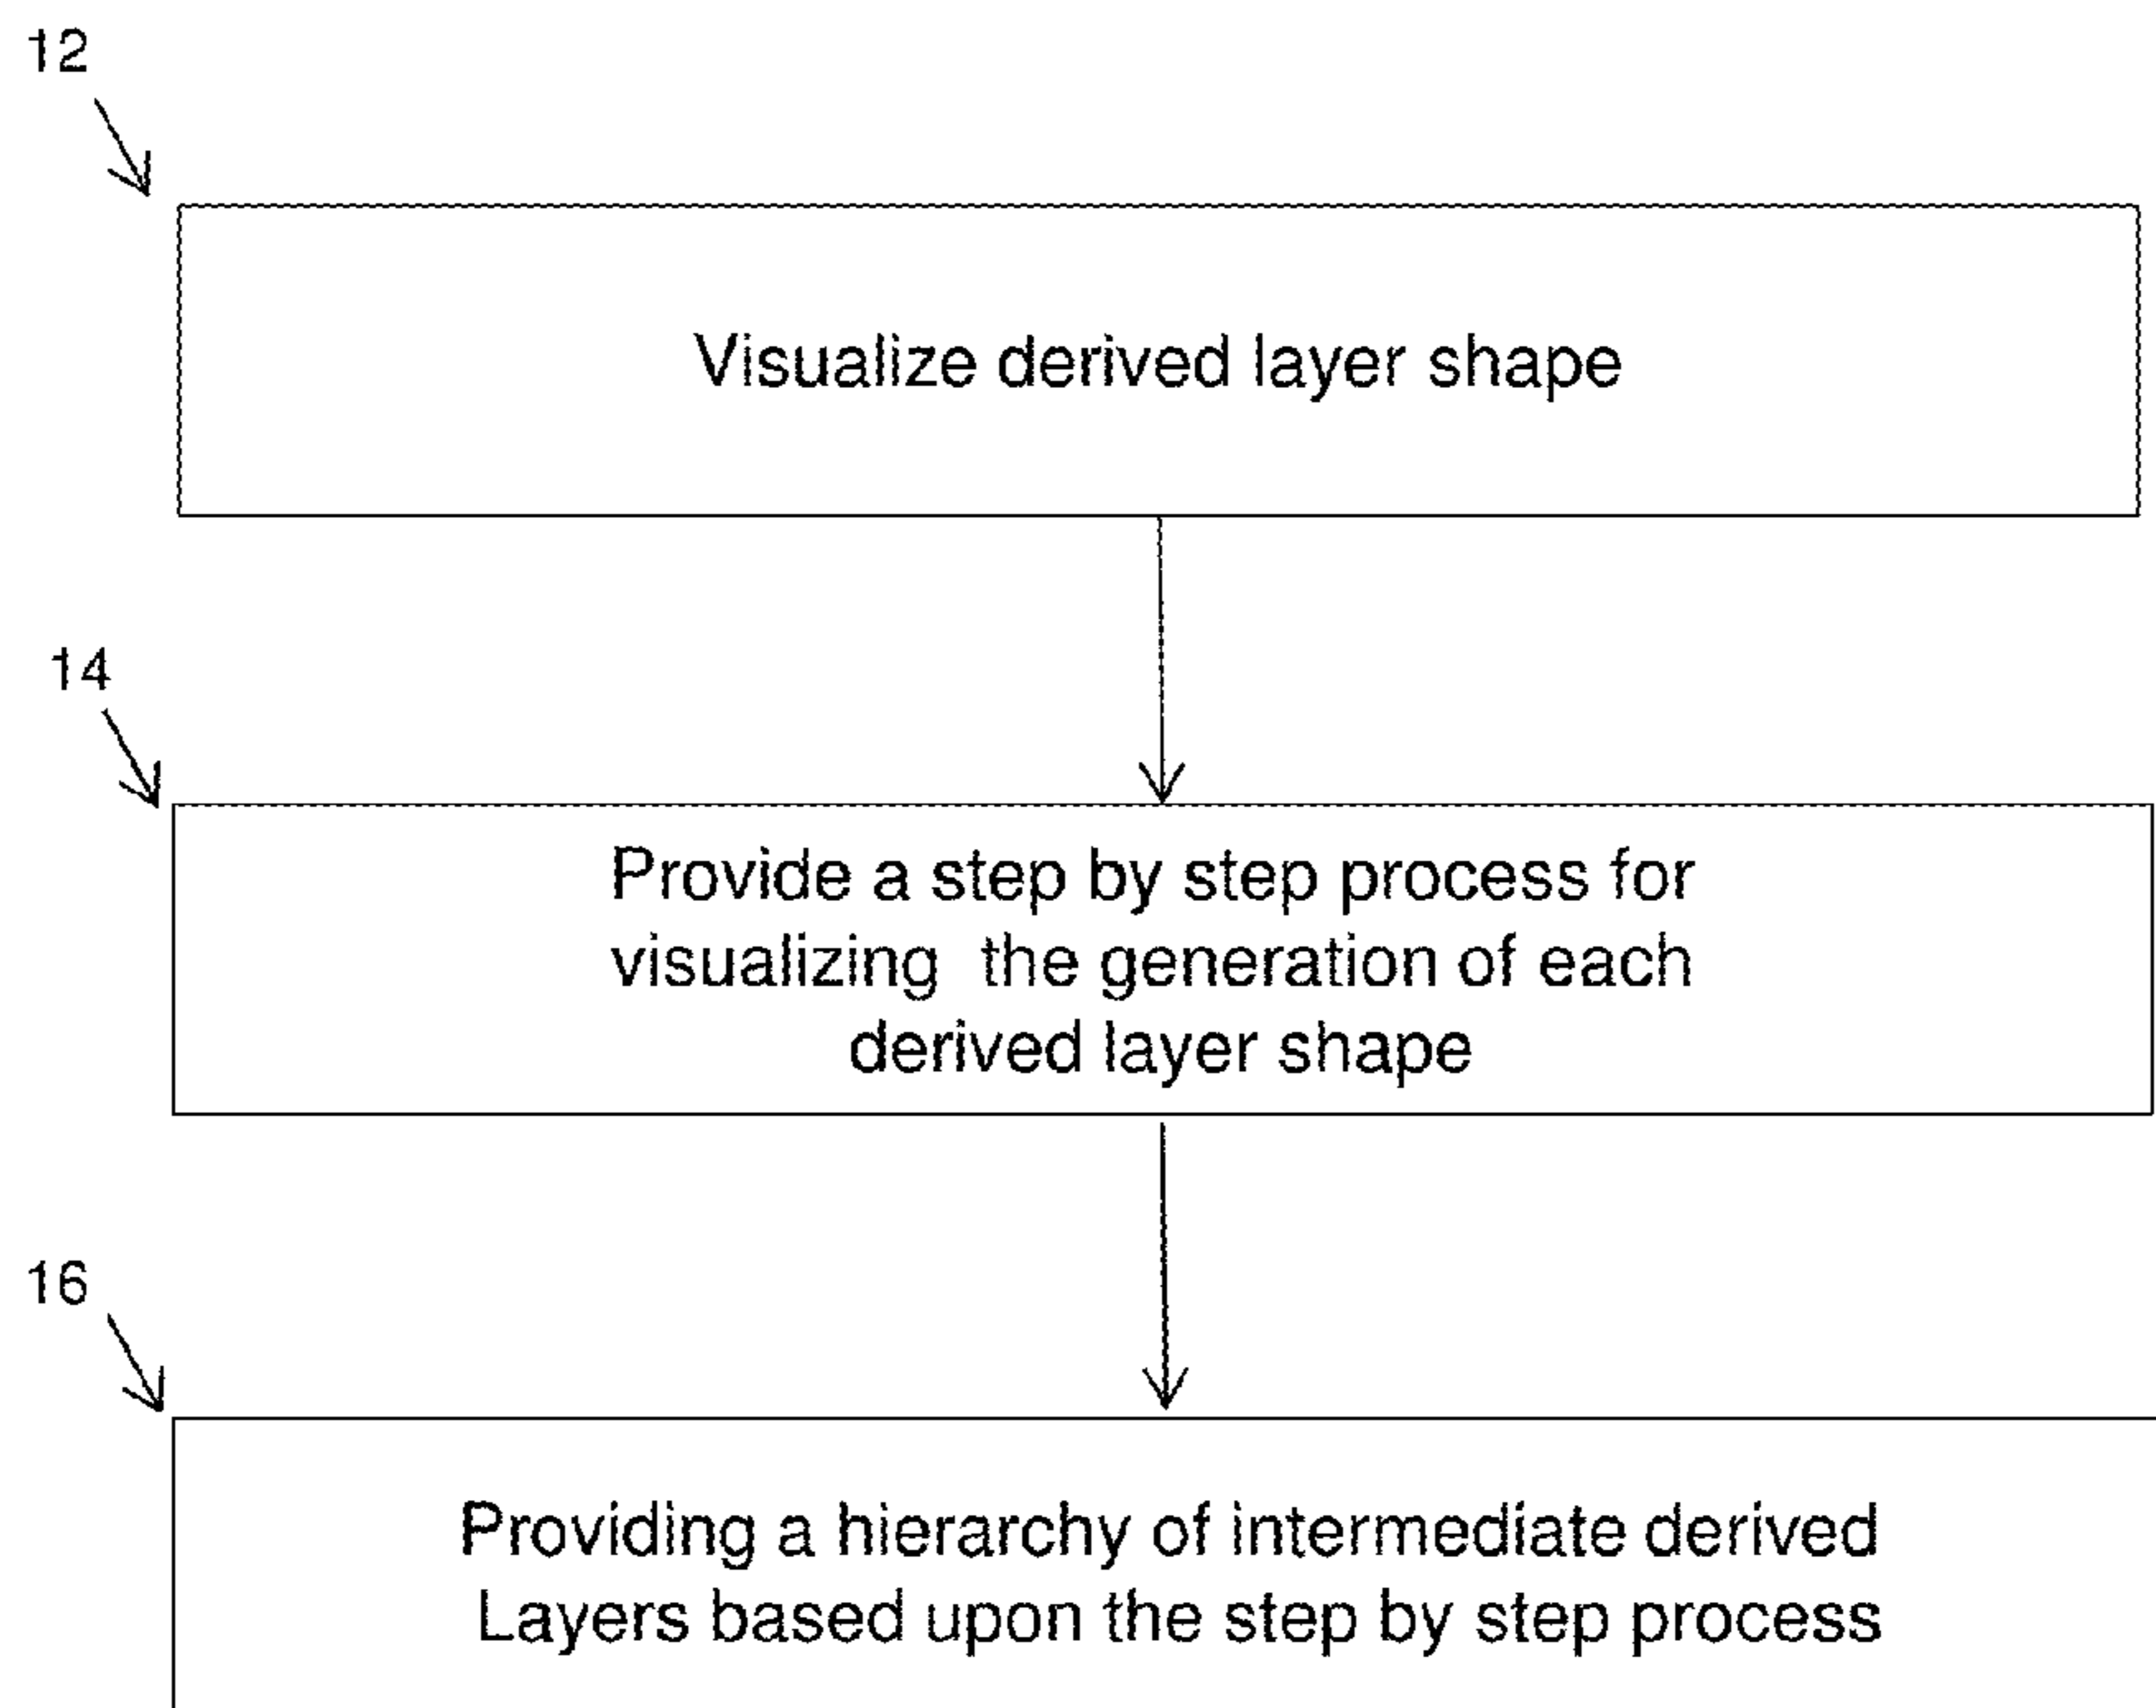 12
Visualize derived layer shape
14
Provide a step by step process for
visualizing the generation of each
derived layer shape
16
Providing a hierarchy of intermediate derived
Layers based upon the step by step process